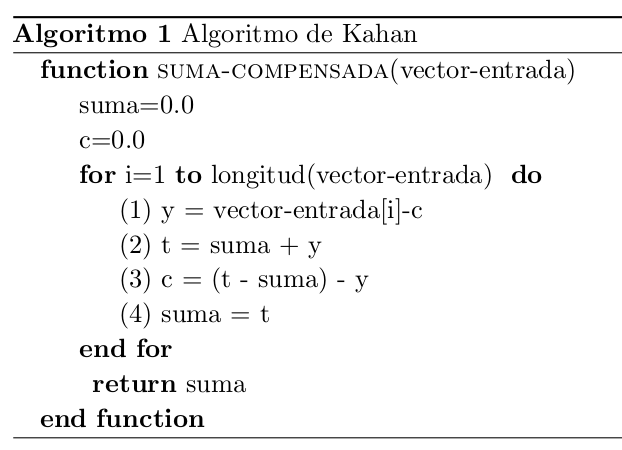 Algoritmo 1 Algoritmo de Kahan
function SUMA-COMPENSADA(vector-entrada)
suma=0.0
c=0.0
for i=1 to longitud(vector-entrada) do
(1) y = vector-entrada[i]-c
(2) t = suma + y
(3) c = (t - suma) - y
(4) suma = t
end for
return suma
end function